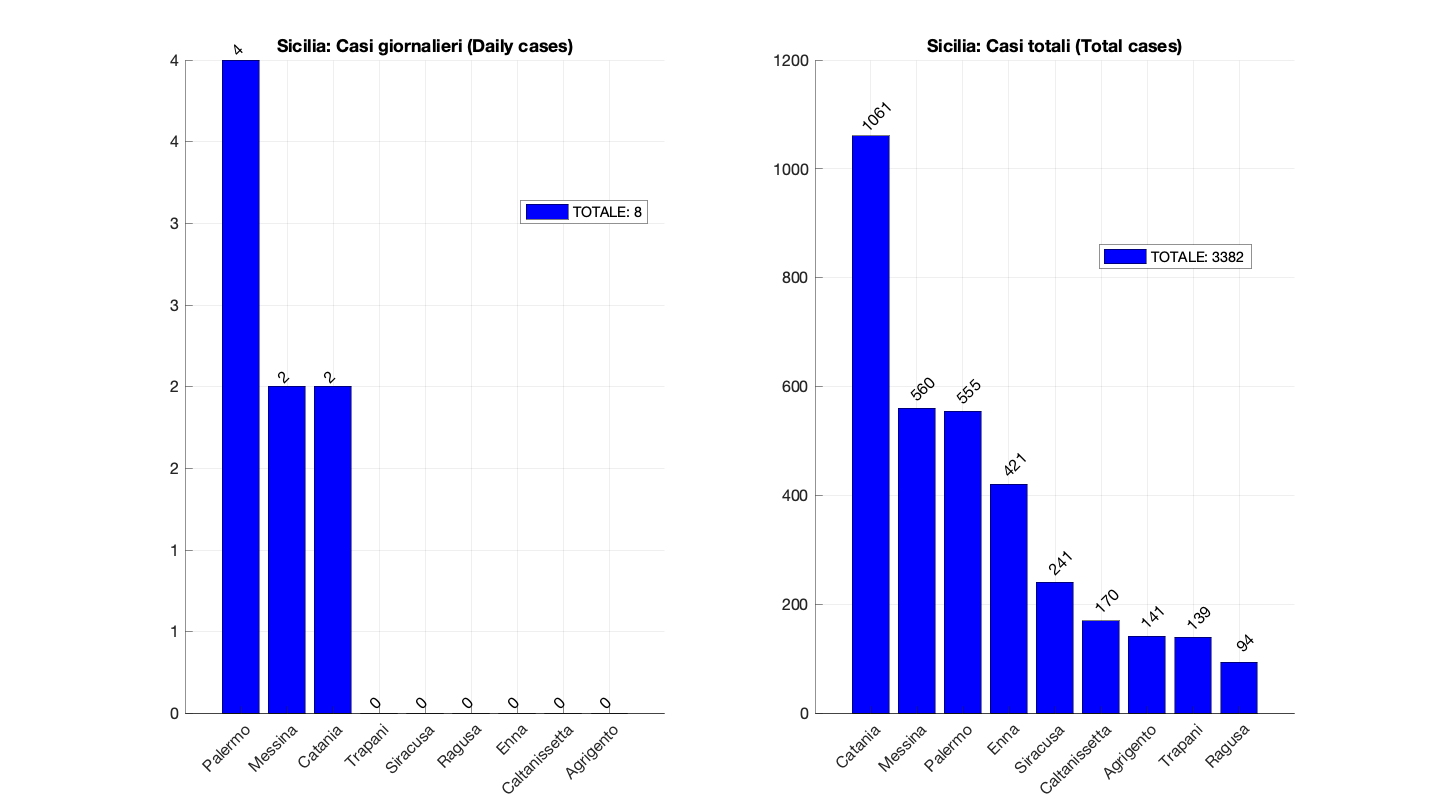 Sicilia: Casi giornalieri (Daily cases)
4
4
3
3
2
2
1
1
0
4
2
2
0
0
0
0
0
0
TOTALE: 8
Palermo
Messina
Catania
Trapani
Siracusa
Ragusa
Enna
Caltanissetta
Agrigento
Sicilia: Casi totali (Total cases)
1200
1000
800
600
400
200
0
1061
560
555
421
241
170
141
139
94
TOTALE: 3382
Catania
Messina
Palermo
Enna
Siracusa
Caltanissetta
Agrigento
Trapani
Ragusa